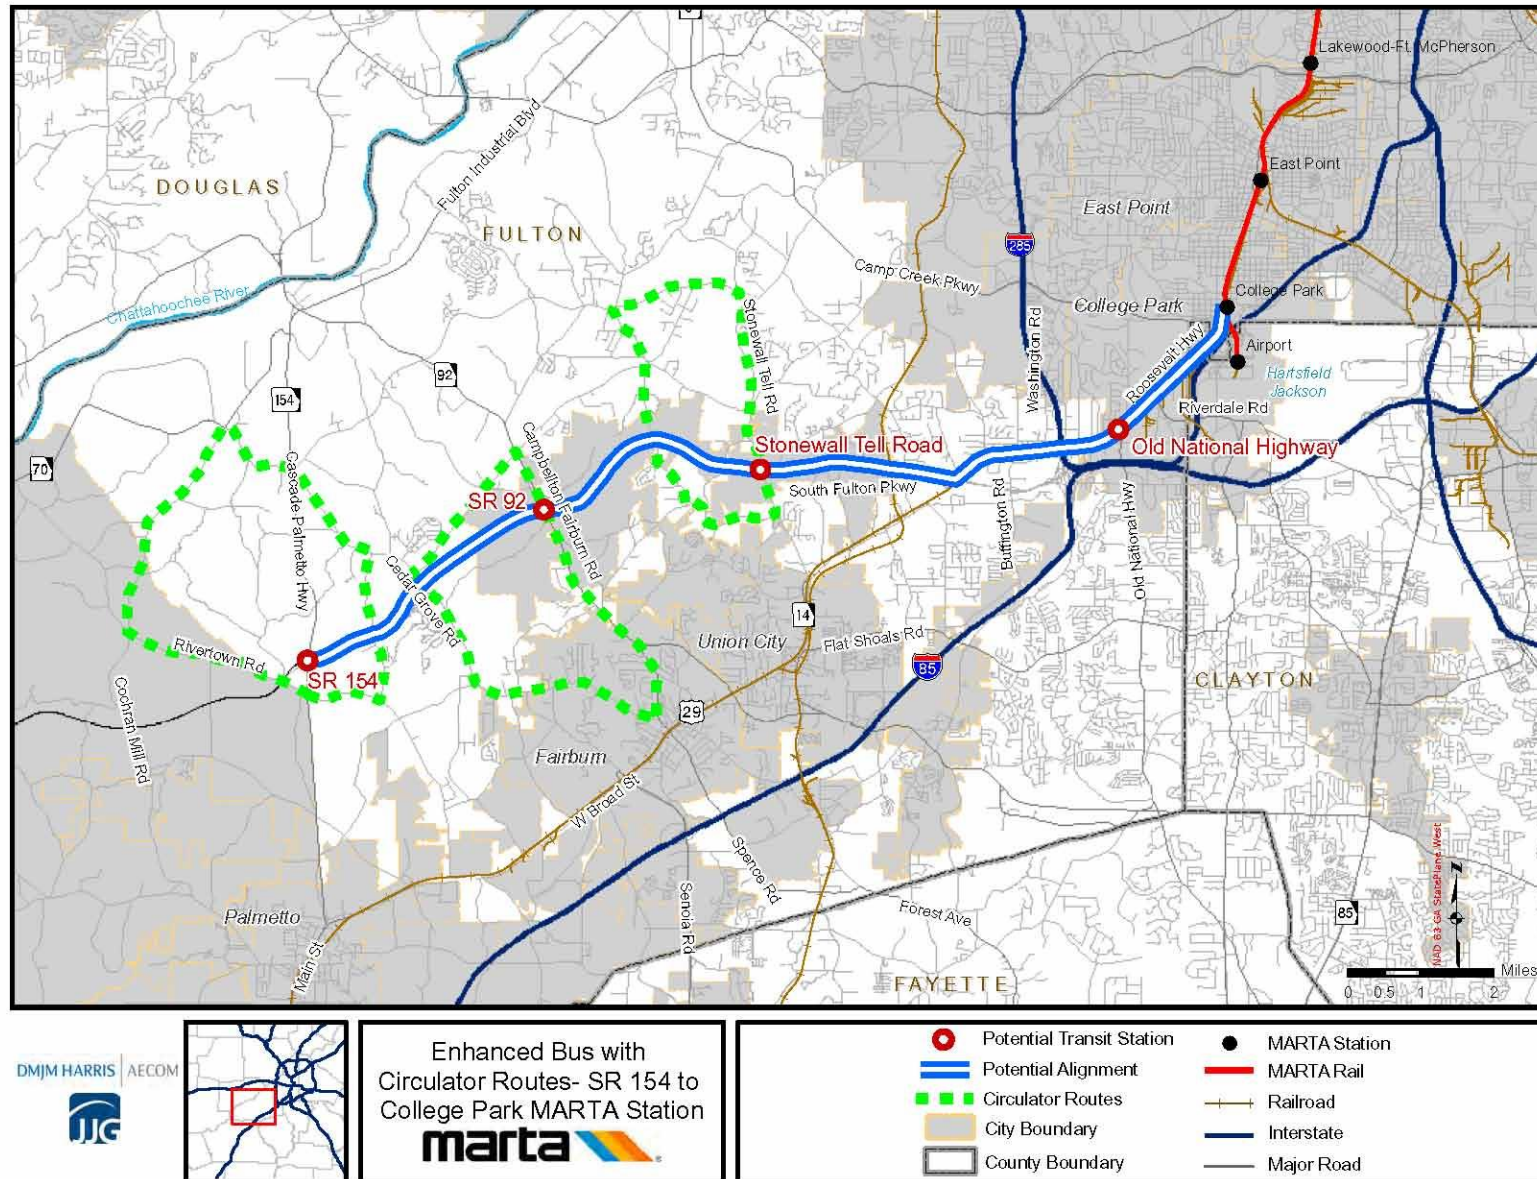 Lakewood-Ft. McPherson
Fulton Industrial Blvd
DOUGLAS
East Point
East Point
FULTON
285
Camp Creek Pkwy
Chattahoochee River
College Park
College Park
Stonewall Tell Rd
Washington Rd
Roosevelt Hwy
Airport
Hartsfield
Jackson
92
154
Riverdale Rd
Campbellton Fairburn Rd
Stonewall Tell Road
Old National Highway
70
Cascade-Palmetto Hwy
SR 92
South Fulton Pkwy
Buffington Rd
Old National Hwy
Cedar Grove Rd
14
Union City
Flat Shoals Rd
Rivertown Rd
SR 154
85
CLAYTON
Cochran Mill Rd
29
Fairburn
W Broad St
Spence Rd
Senoia Rd
Palmetto
Main St
Forest Ave
85
NAD 83 GA StatePlane West
N
FAYETTE
Miles
0 0.5 1 2
DMJM HARRIS AECOM
JJG
Enhanced Bus with
Circulator Routes- SR 154 to
College Park MARTA Station
marta
Potential Transit Station
Potential Alignment
Circulator Routes
City Boundary
County Boundary
MARTA Station
MARTA Rail
Railroad
Interstate
Major Road